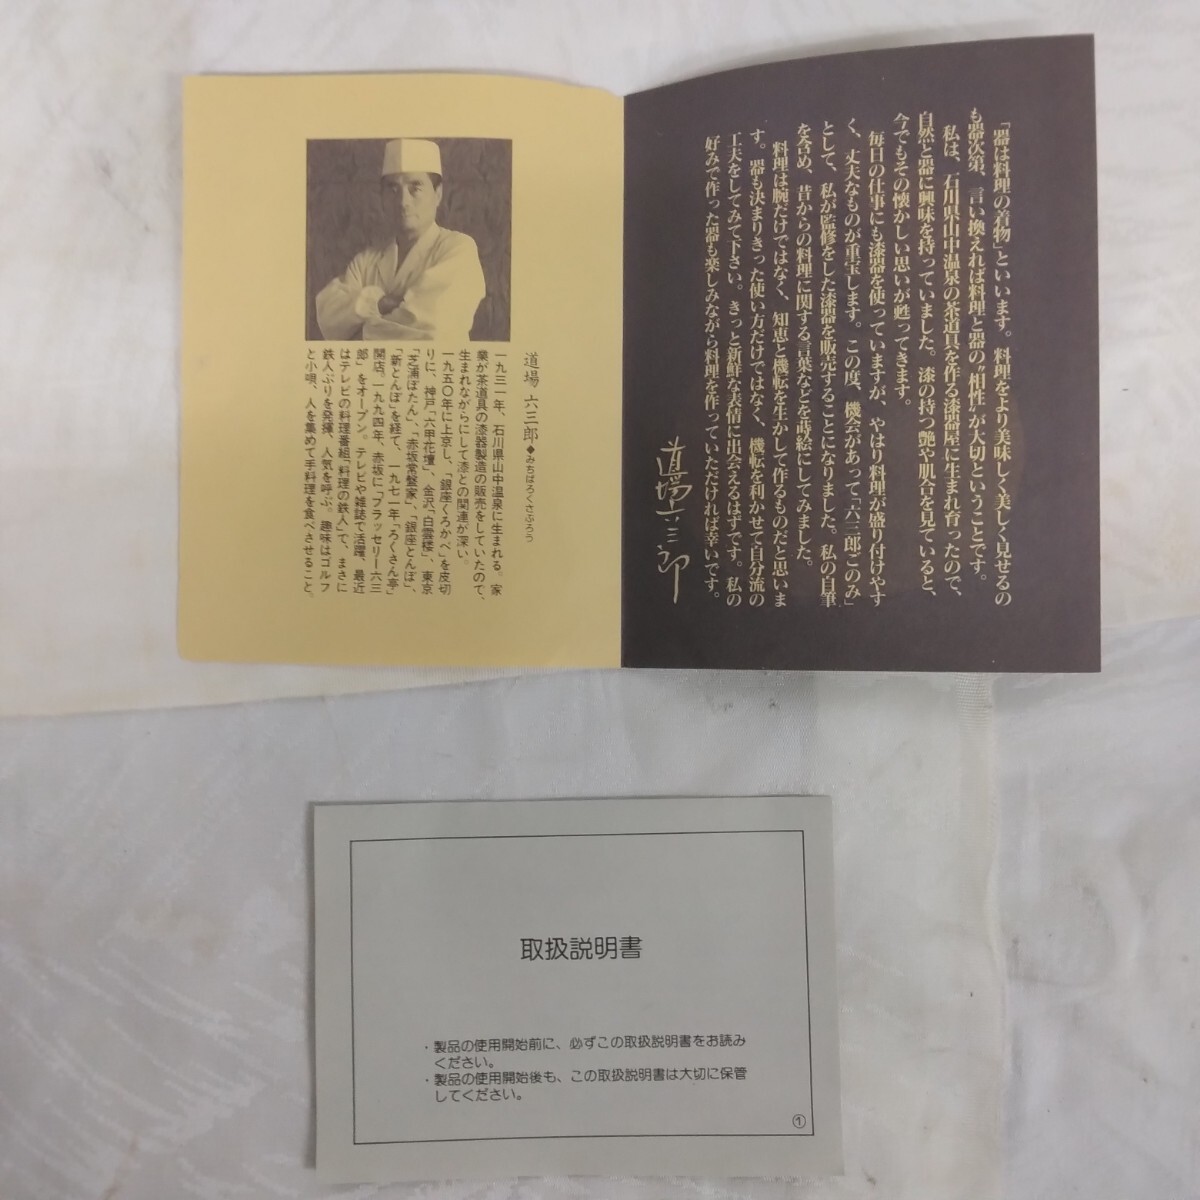 「器は料理の着物」といいます。料理をより美味しく美しく見せるの
も器次第、言い換えれば料理と器の〝相性〟が大切ということです。
私は、石川県山中温泉の茶道具を作る漆器屋に生まれ育ったので、
自然と器に興味を持っていました。漆の持つ艶や肌合を見ていると、
今でもその懐かしい思いが甦ってきます。
毎日の仕事にも漆器を使っていますが、やはり料理が盛り付けやす
く、丈夫なものが重宝します。この度、機会があって「六三郎ごのみ」
として、私が監修をした漆器を販売することになりました。私の自筆
を含め、昔からの料理に関する言葉などを蒔絵にしてみました。
料理は腕だけではなく、知恵と機転を生かして作るものだと思いま
す。器も決まりきった使い方だけではなく、機転を利かせて自分流の
工夫をしてみて下さい。きっと新鮮な表情に出会えるはずです。私の
好みで作った器も楽しみながら料理を作っていただければ幸いです。
道場六三郎
道場 六三郎◆みちばろくさぶろう
一九三一年、石川県山中温泉に生まれる。家
業が茶道具の漆器製造の販売をしていたので、
生まれながらにして漆との関連が深い。
一九五〇年に上京し、「銀座くろかべ」を皮切
りに、神戸「六甲花壇」、金沢「白雲楼」、東京
「芝浦ぼたん」、「赤坂常盤家」、「銀座とんぼ」、
「新とんぼ」を経て、一九七一年「ろくさん亭」
開店。一九九四年、赤坂に「ブラッセリー六三
郎」をオープン。テレビや雑誌で活躍、最近
はテレビの料理番組「料理の鉄人」で、まさに
鉄人ぶりを発揮、人気を呼ぶ。趣味はゴルフ
と小唄、人を集めて手料理を食べさせること。
取扱説明書
・製品の使用開始前に、必ずこの取扱説明書をお読み
ください。
・製品の使用開始後も、この取扱説明書は大切に保管
してください。
①